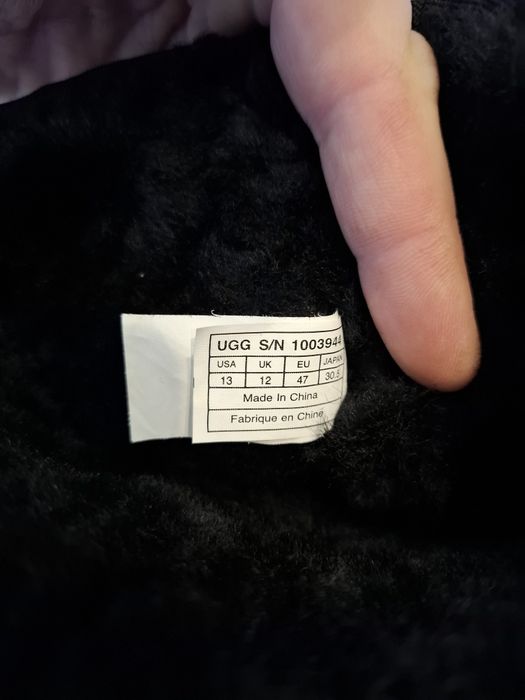 UGG S/N 1003944
USA UK EU JAPAN
13 12 47 30.5
Made In China
Fabrique en Chine